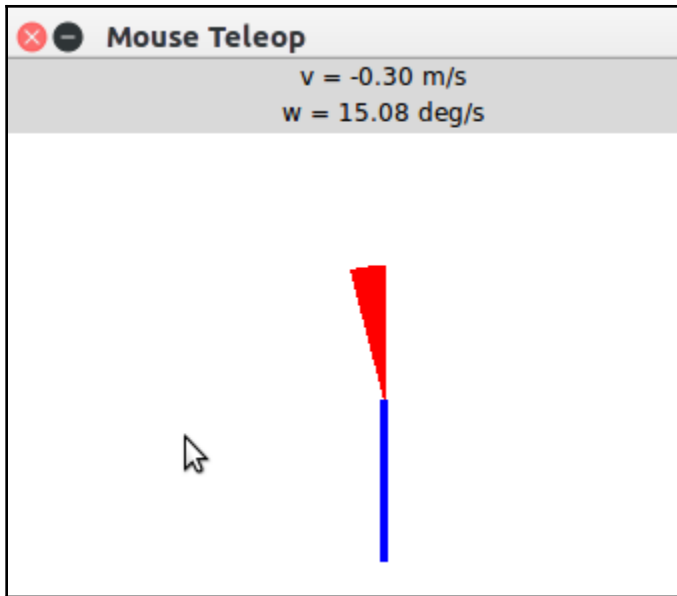 Mouse Teleop
v = -0.30 m/s
w = 15.08 deg/s